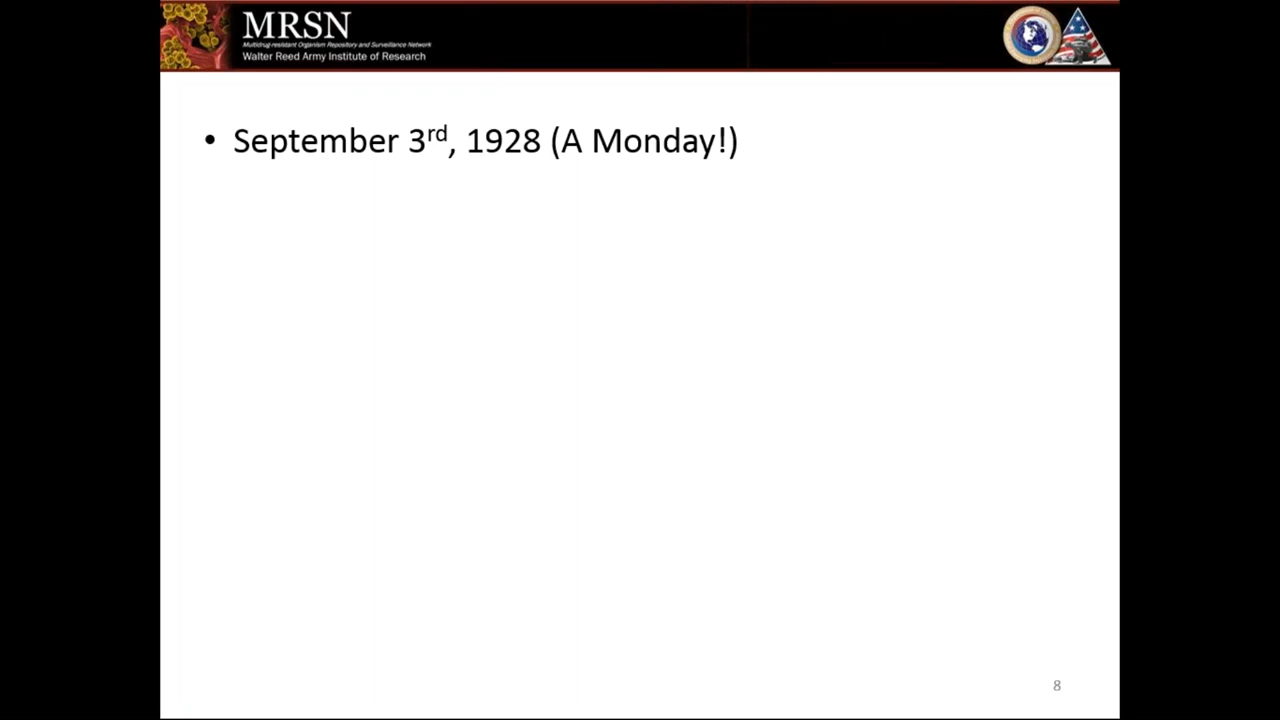 MRSN
Multidrug-resistant Organism Repository and Surveillance Network
Walter Reed Army Institute of Research
• September 3rd, 1928 (A Monday!)
8